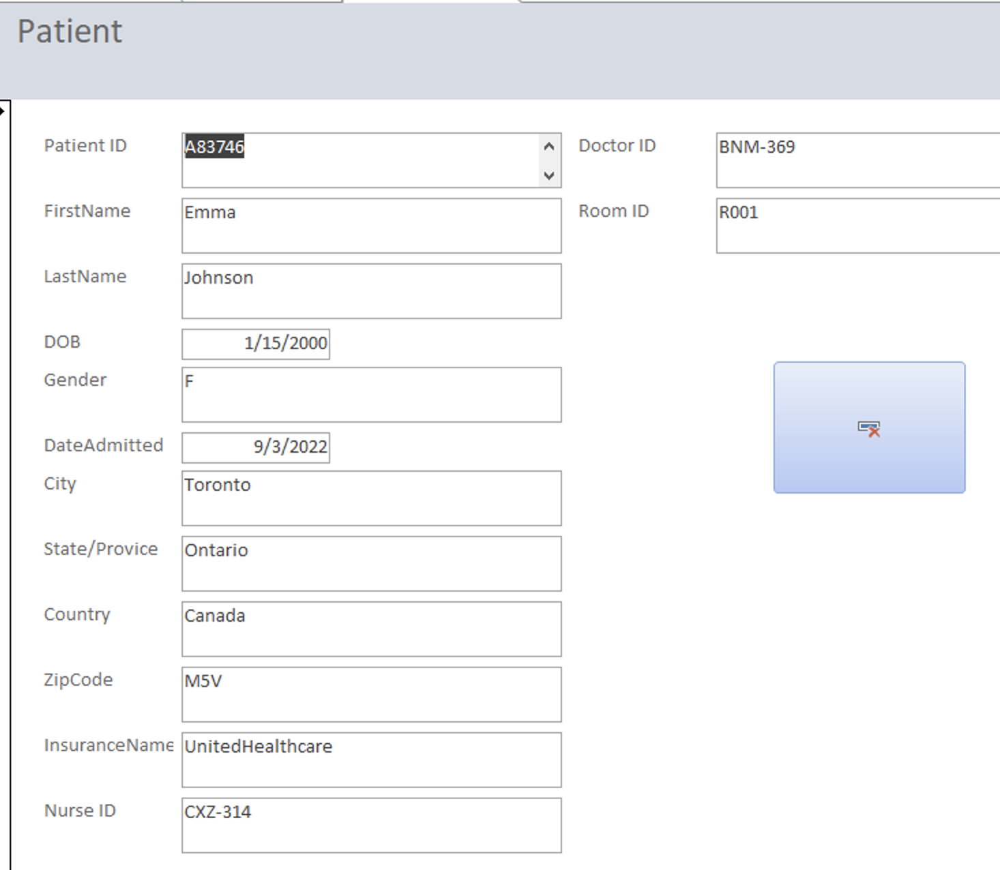 Patient
Patient ID A83746 Doctor ID BNM-369
FirstName Emma Room ID R001
LastName Johnson
DOB 1/15/2000
Gender F
DateAdmitted 9/3/2022
City Toronto
State/Provice Ontario
Country Canada
ZipCode M5V
InsuranceName UnitedHealthcare
Nurse ID CXZ-314